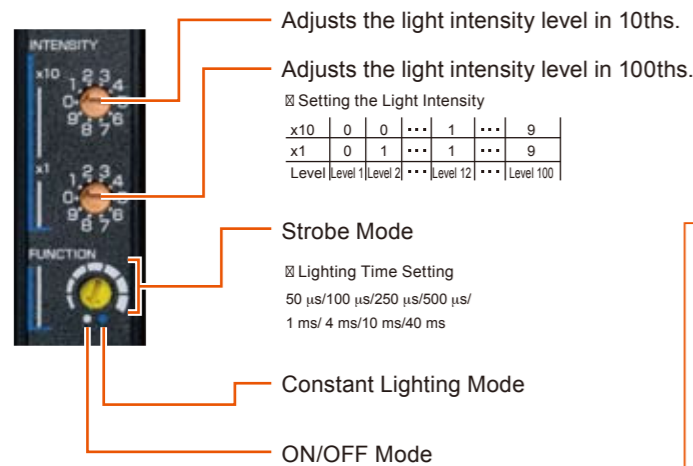 Adjusts the light intensity level in 10ths.
INTENSITY
Adjusts the light intensity level in 100ths.
x10
0 1 2 3 4 5 6 7 8 9
Setting the Light Intensity
x10 0 0 ··· 1 ··· 9
x1 0 1 ··· 1 ··· 9
Level Level 1 Level 2 ··· Level 12 ··· Level 100
x1
0 1 2 3 4 5 6 7 8 9
Strobe Mode
FUNCTION
Lighting Time Setting
50 μs/100 μs/250 μs/500 μs/
1 ms/ 4 ms/10 ms/40 ms
Constant Lighting Mode
ON/OFF Mode